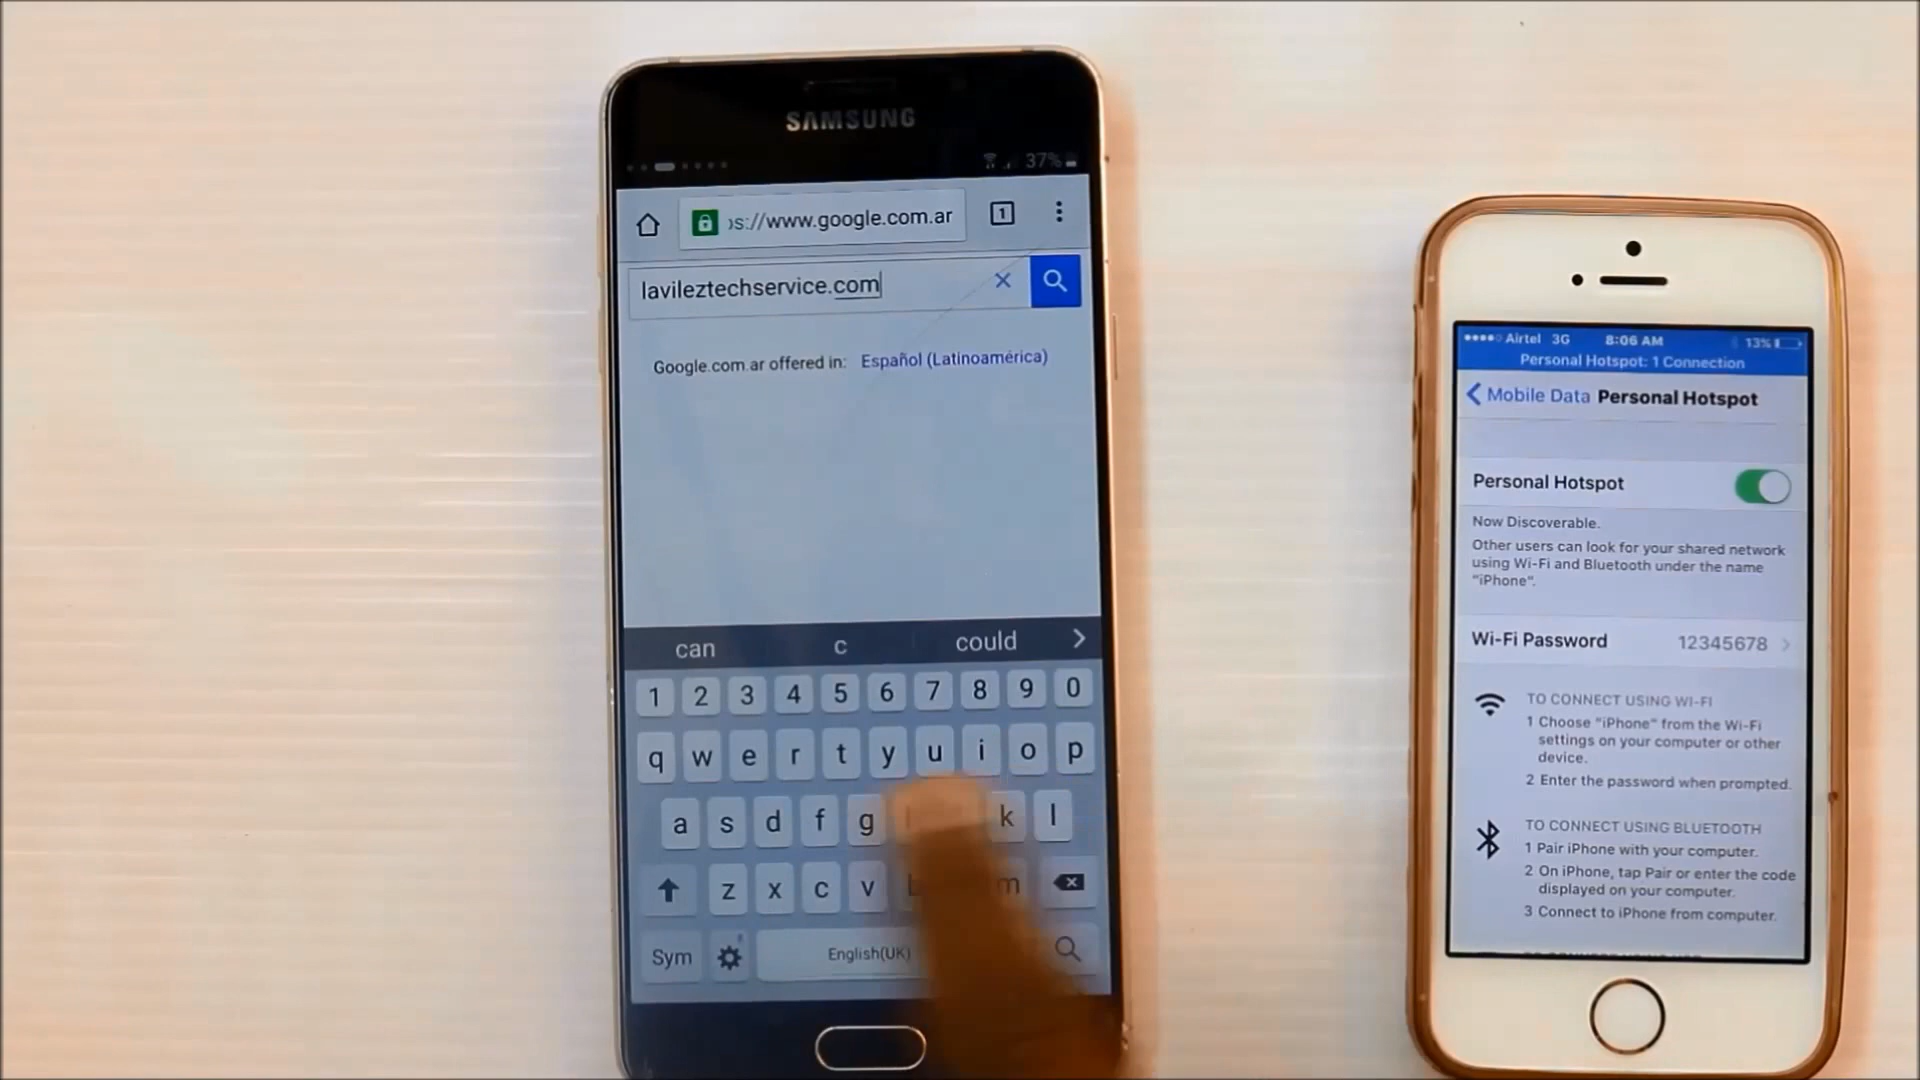 SAMSUNG
37%
ɔs://www.google.com.ar
1
lavileztechservice.com
Google.com.ar offered in: Español (Latinoamérica)
can c could
1 2 3 4 5 6 7 8 9 0
q w e r t y u i o p
a s d f g k l
z x c v m
Sym English(UK)
Airtel 3G 8:06 AM 13%
Personal Hotspot: 1 Connection
Mobile Data Personal Hotspot
Personal Hotspot
Now Discoverable.
Other users can look for your shared network
using Wi-Fi and Bluetooth under the name
"iPhone".
Wi-Fi Password 12345678
TO CONNECT USING WI-FI
1 Choose "iPhone" from the Wi-Fi
settings on your computer or other
device.
2 Enter the password when prompted.
TO CONNECT USING BLUETOOTH
1 Pair iPhone with your computer.
2 On iPhone, tap Pair or enter the code
displayed on your computer.
3 Connect to iPhone from computer.